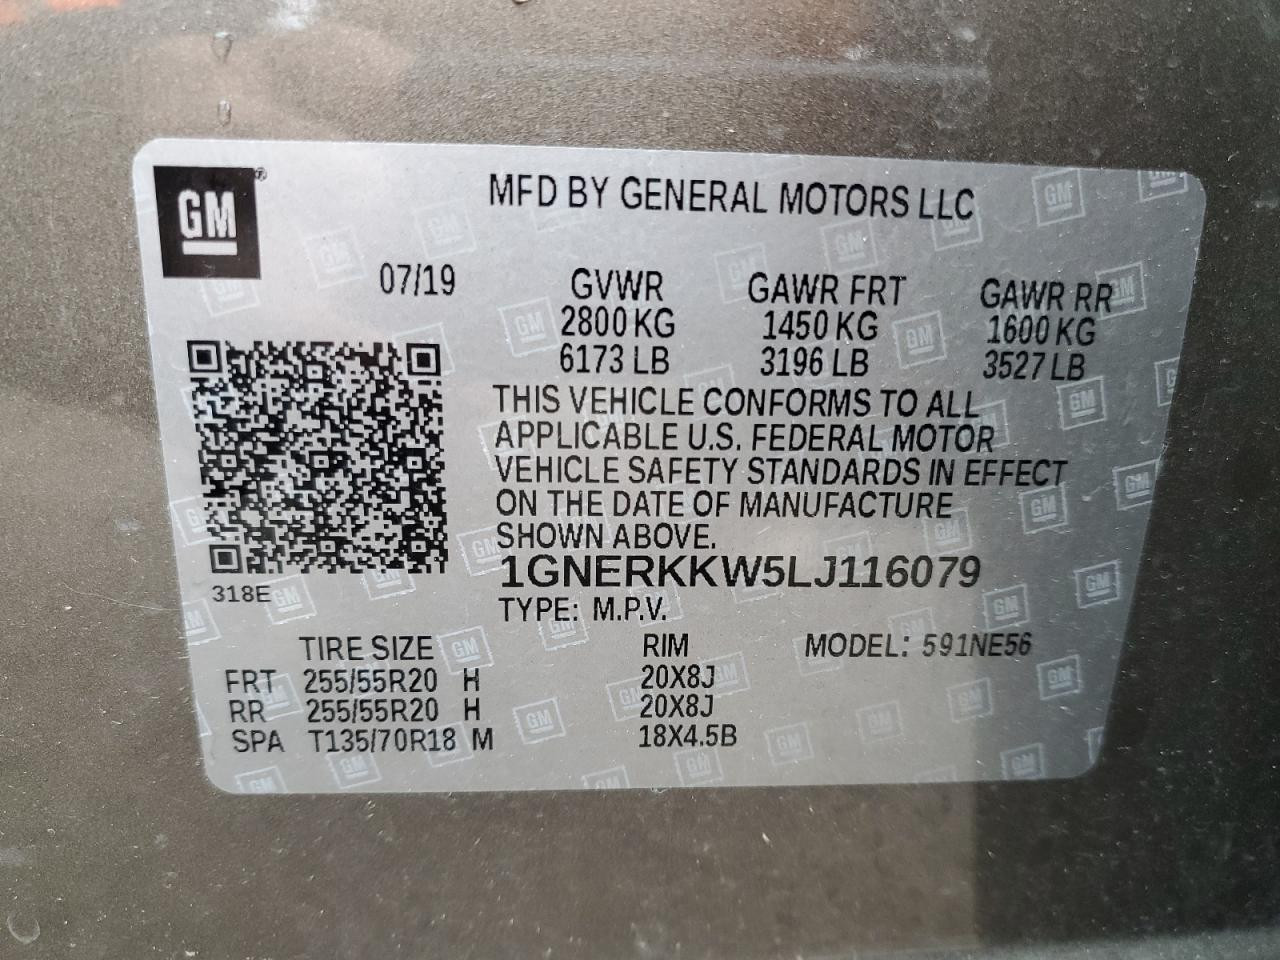 GM ®
MFD BY GENERAL MOTORS LLC
07/19 GVWR GAWR FRT GAWR RR
2800 KG 1450 KG 1600 KG
6173 LB 3196 LB 3527 LB
THIS VEHICLE CONFORMS TO ALL
APPLICABLE U.S. FEDERAL MOTOR
VEHICLE SAFETY STANDARDS IN EFFECT
ON THE DATE OF MANUFACTURE
SHOWN ABOVE.
1GNERKKW5LJ116079
318E
TYPE: M.P.V.
TIRE SIZE RIM MODEL: 591NE56
FRT 255/55R20 H 20X8J
RR 255/55R20 H 20X8J
SPA T135/70R18 M 18X4.5B